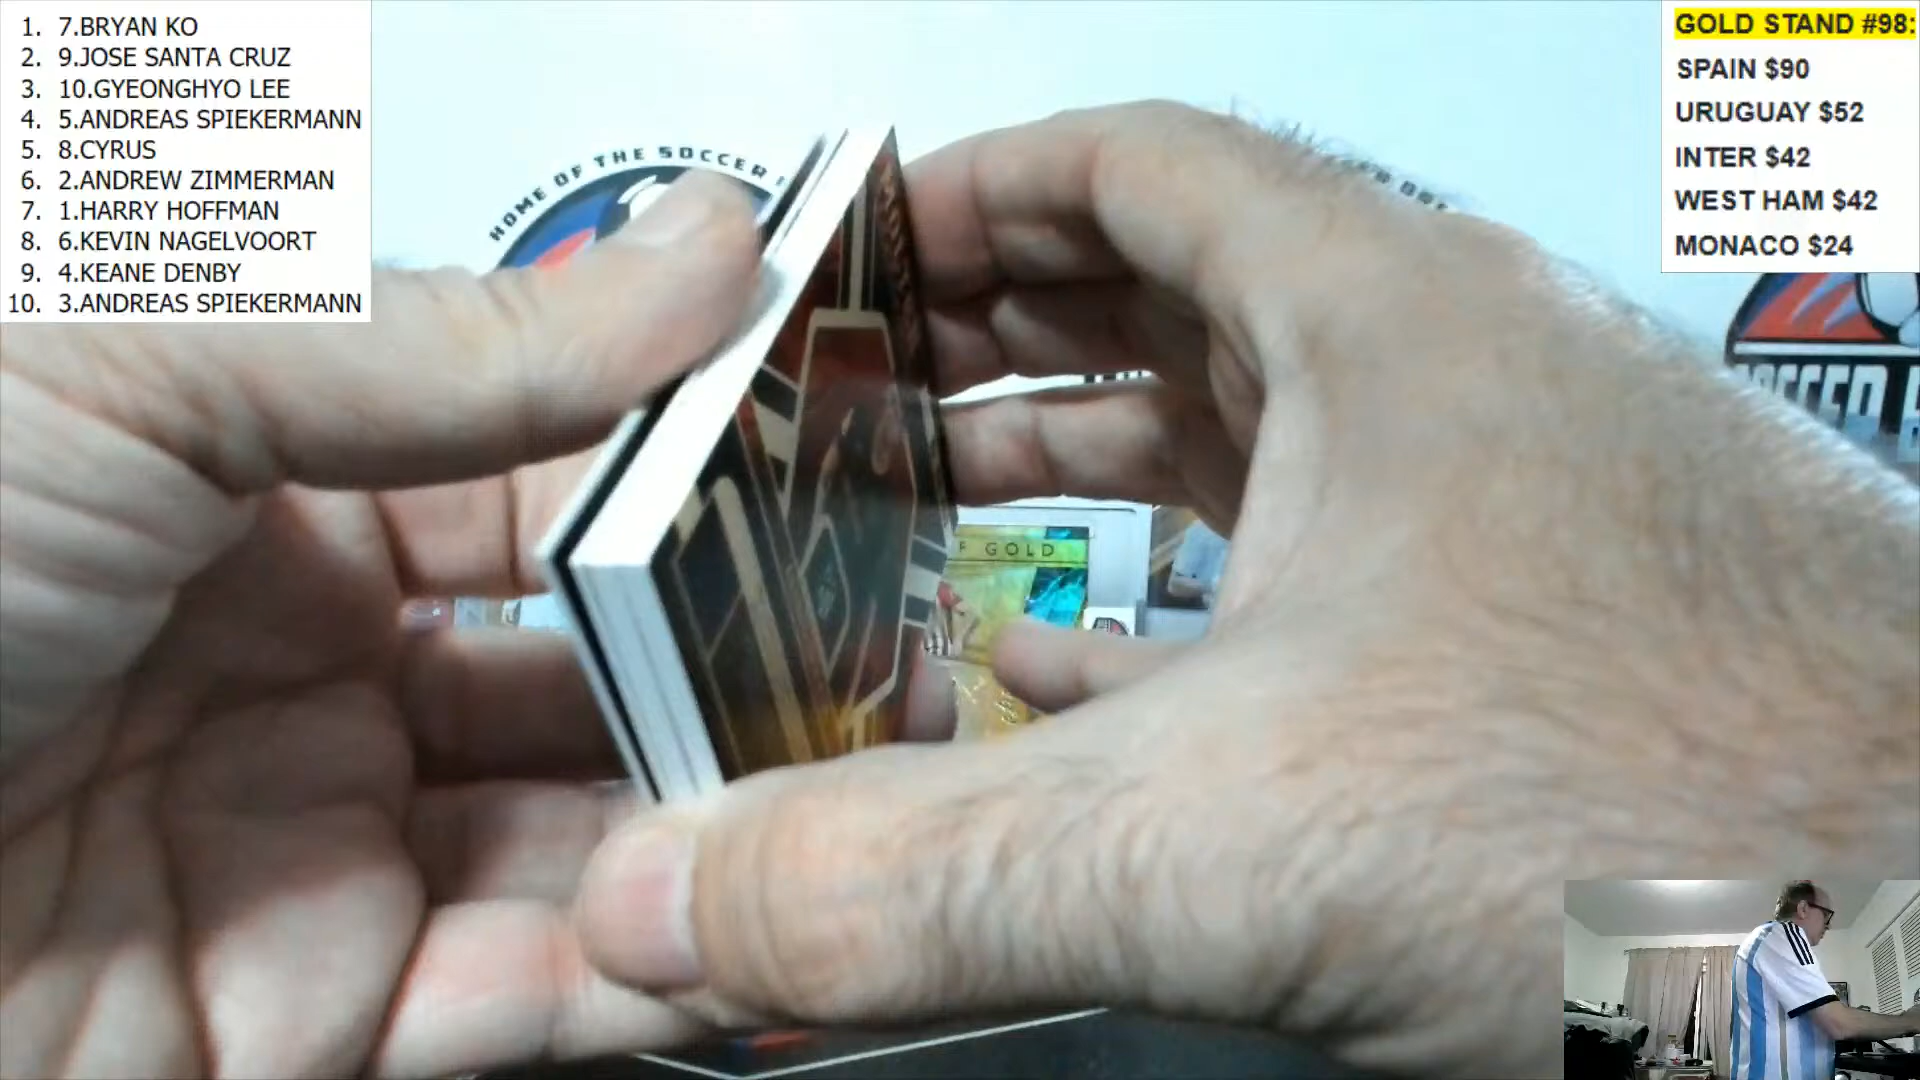 1. 7.BRYAN KO
2. 9.JOSE SANTA CRUZ
3. 10.GYEONGHYO LEE
4. 5.ANDREAS SPIEKERMANN
5. 8.CYRUS
6. 2.ANDREW ZIMMERMAN
7. 1.HARRY HOFFMAN
8. 6.KEVIN NAGELVOORT
9. 4.KEANE DENBY
10. 3.ANDREAS SPIEKERMANN
GOLD STAND #98:
SPAIN $90
URUGUAY $52
INTER $42
WEST HAM $42
MONACO $24
HOME OF THE SOCCER
F GOLD